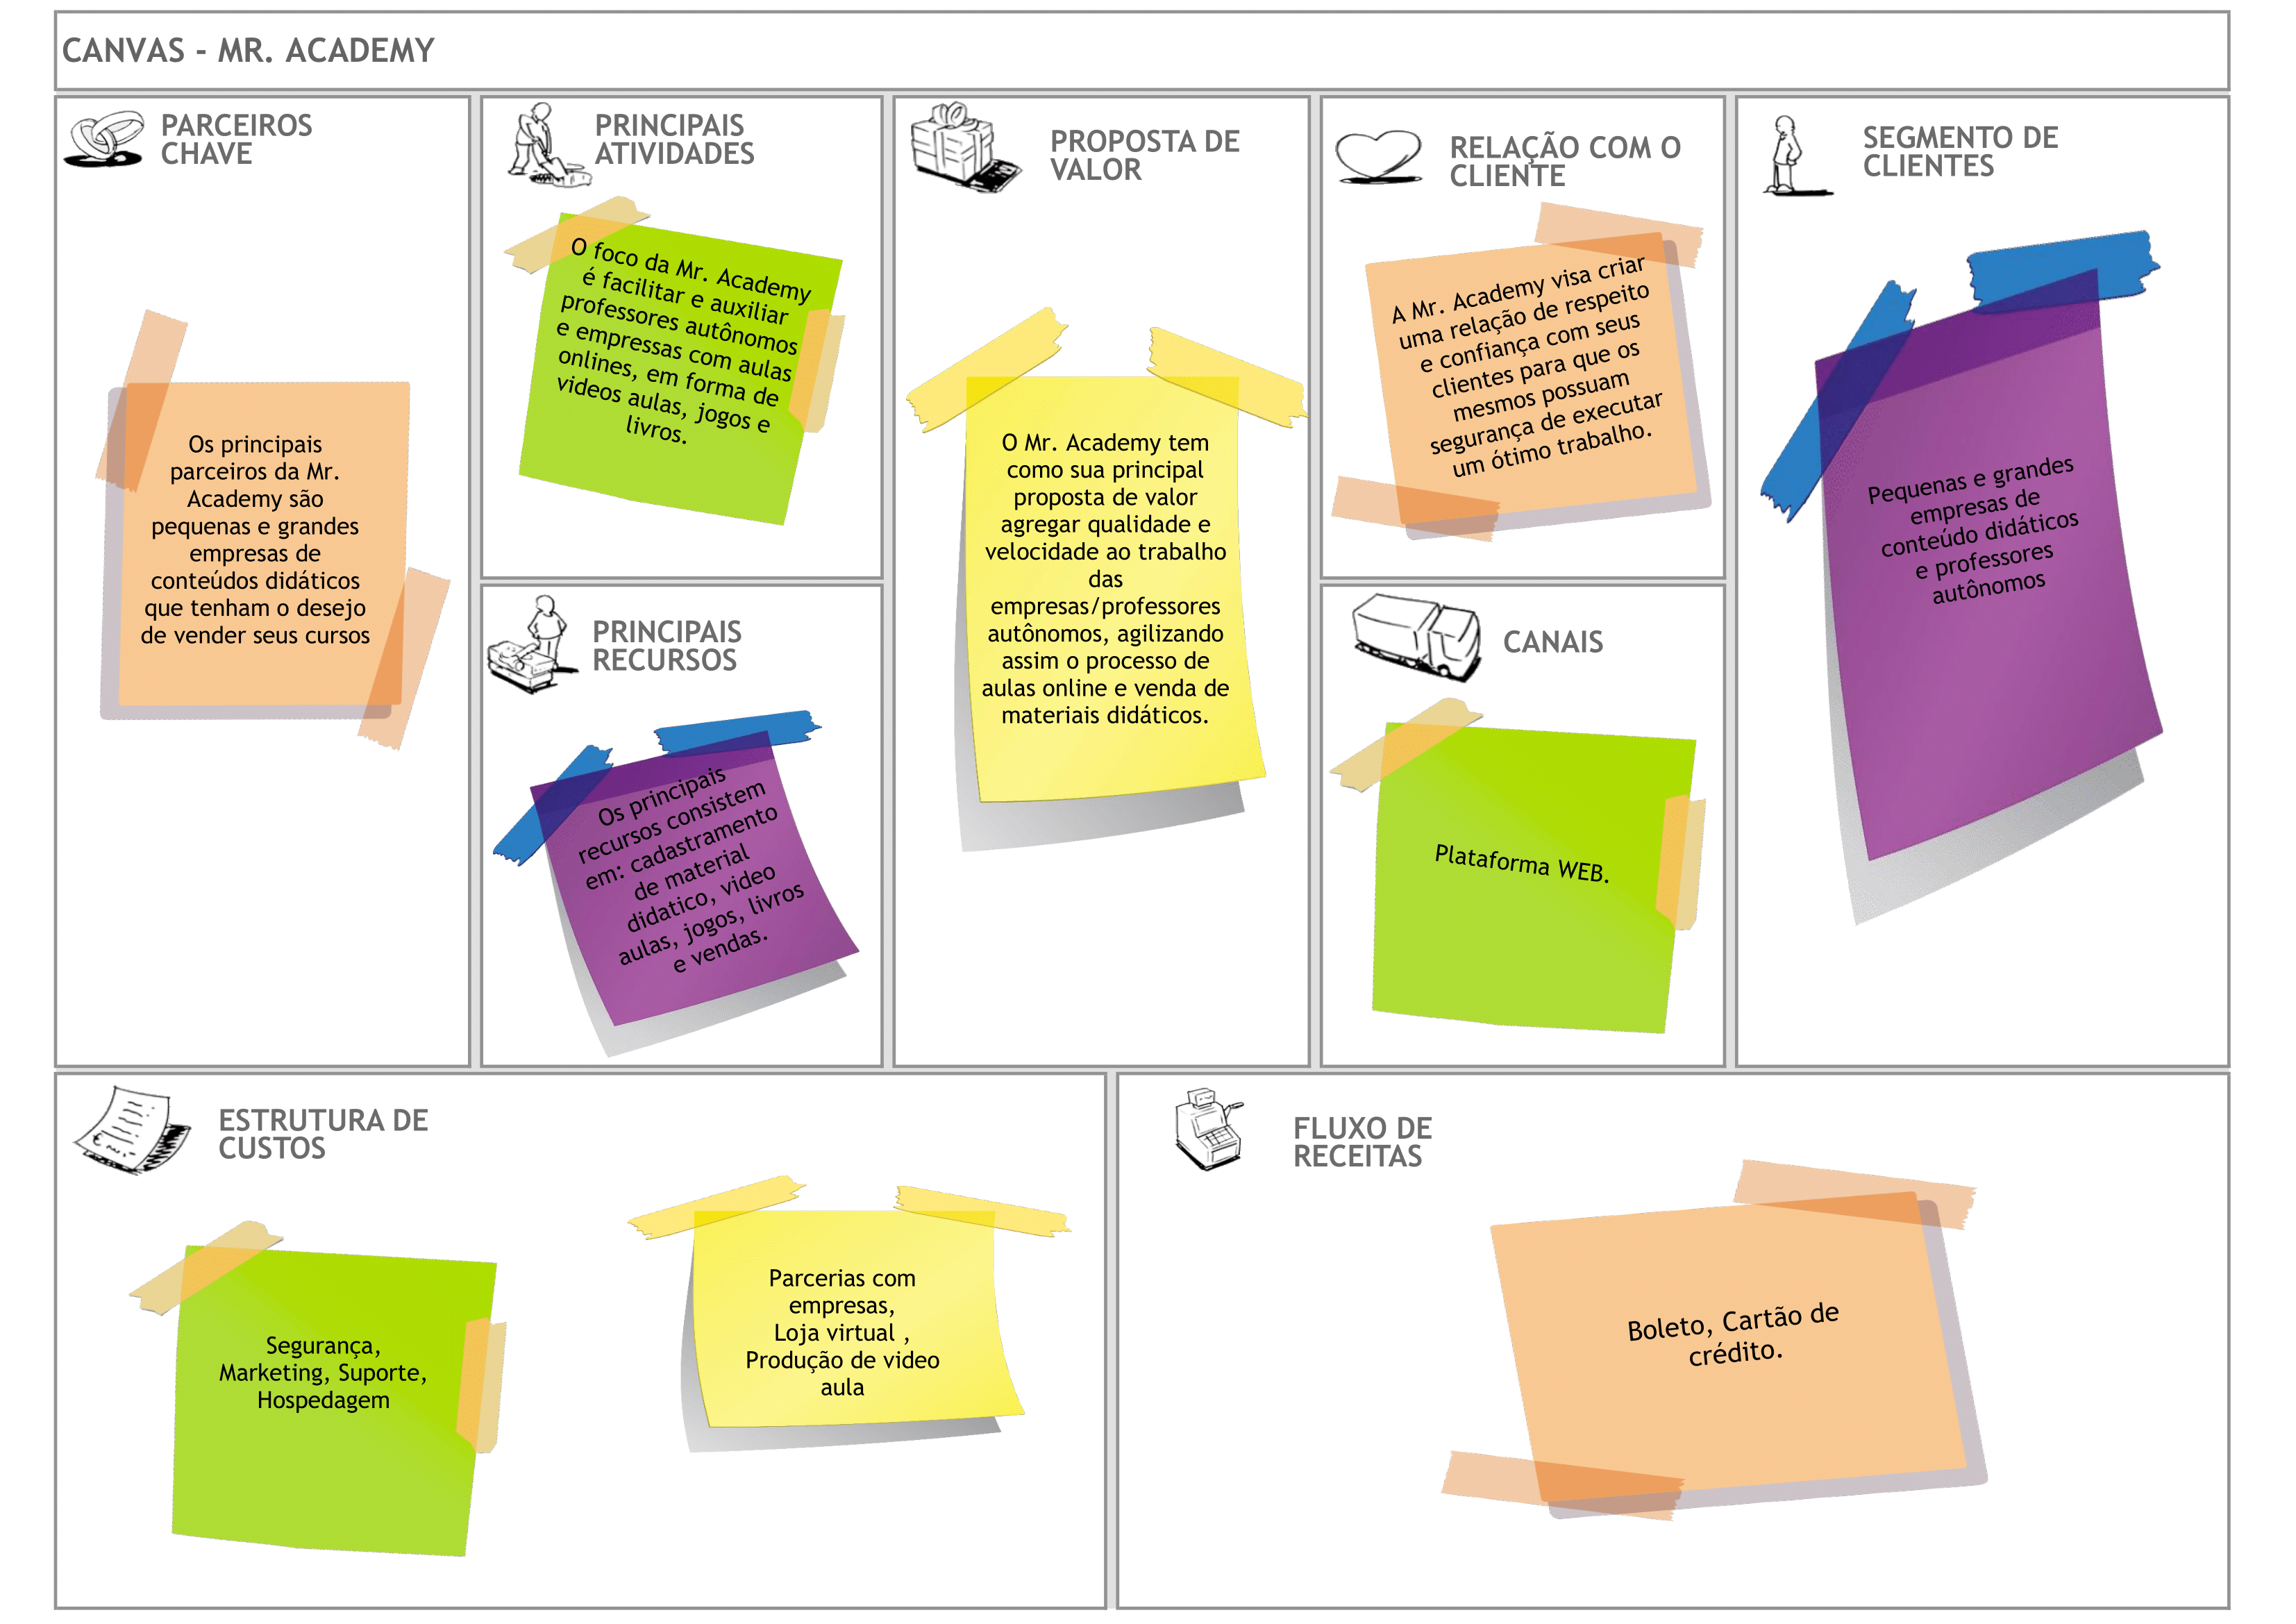 CANVAS - MR. ACADEMY
PARCEIROS
CHAVE
Os principais
parceiros da Mr.
Academy são
pequenas e grandes
empresas de
conteúdos didáticos
que tenham o desejo
de vender seus cursos
PRINCIPAIS
ATIVIDADES
O foco da Mr. Academy
é facilitar e auxiliar
professores autônomos
e empressas com aulas
onlines, em forma de
videos aulas, jogos e
livros.
PRINCIPAIS
RECURSOS
Os principais
recursos consistem
em: cadastramento
de material
didatico, video
aulas, jogos, livros
e vendas.
PROPOSTA DE
VALOR
O Mr. Academy tem
como sua principal
proposta de valor
agregar qualidade e
velocidade ao trabalho
das
empresas/professores
autônomos, agilizando
assim o processo de
aulas online e venda de
materiais didáticos.
RELAÇÃO COM O
CLIENTE
A Mr. Academy visa criar
uma relação de respeito
e confiança com seus
clientes para que os
mesmos possuam
segurança de executar
um ótimo trabalho.
CANAIS
Plataforma WEB.
SEGMENTO DE
CLIENTES
Pequenas e grandes
empresas de
conteúdo didáticos
e professores
autônomos
ESTRUTURA DE
CUSTOS
Segurança,
Marketing, Suporte,
Hospedagem
Parcerias com
empresas,
Loja virtual ,
Produção de video
aula
FLUXO DE
RECEITAS
Boleto, Cartão de
crédito.